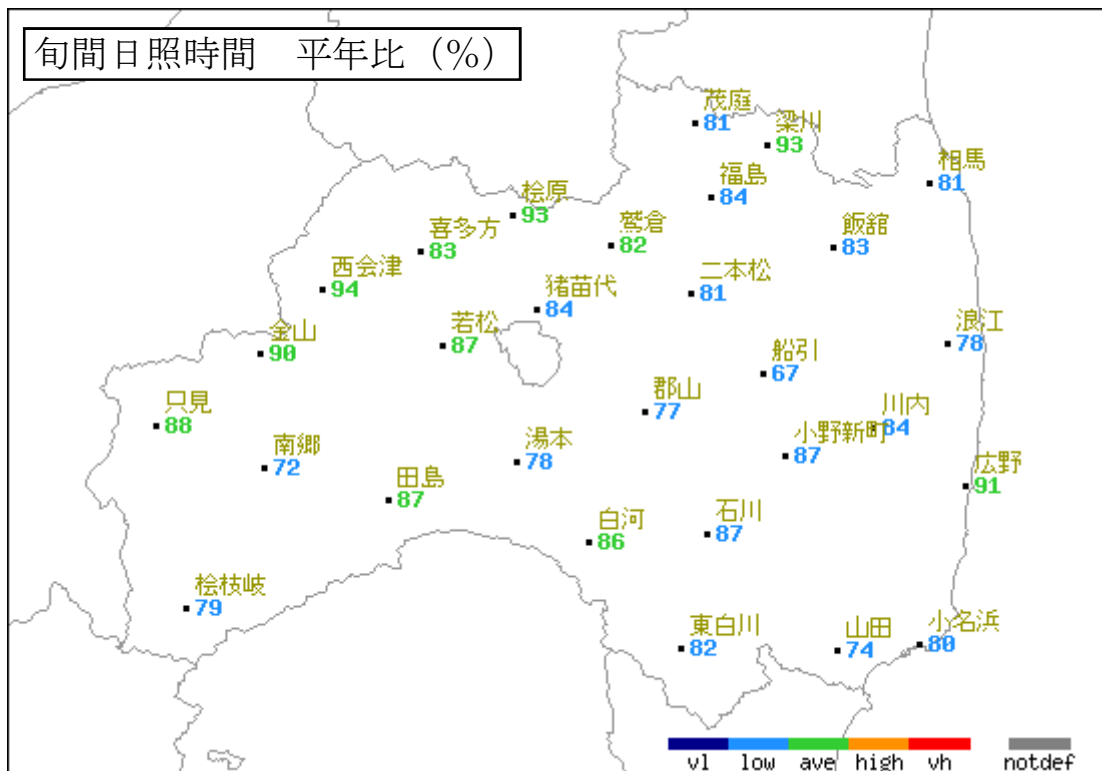 旬間日照時間 平年比 (%)
茂庭
81
梁川
93
相馬
81
福島
84
桧原
93
鷲倉
82
飯舘
83
喜多方
83
西会津
94
猪苗代
84
二本松
81
金山
90
若松
87
浪江
78
船引
67
郡山
77
只見
88
川内
84
南郷
72
湯本
78
小野新町
87
広野
91
田島
87
白河
86
石川
87
桧枝岐
79
東白川
82
山田
74
小名浜
80
vl low ave high vh notdef